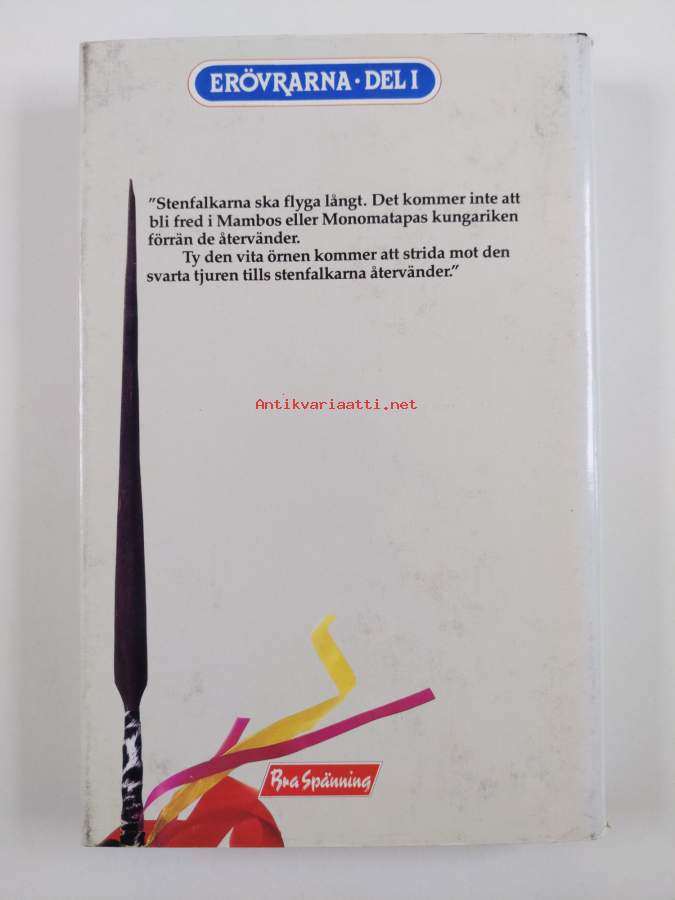 ERÖVRARNA · DEL I
"Stenfalkarna ska flyga långt. Det kommer inte att
bli fred i Mambos eller Monomatapas kungariken
förrän de återvänder.
Ty den vita örnen kommer att strida mot den
svarta tjuren tills stenfalkarna återvänder."
Antikvariaatti.net
Bra Spänning